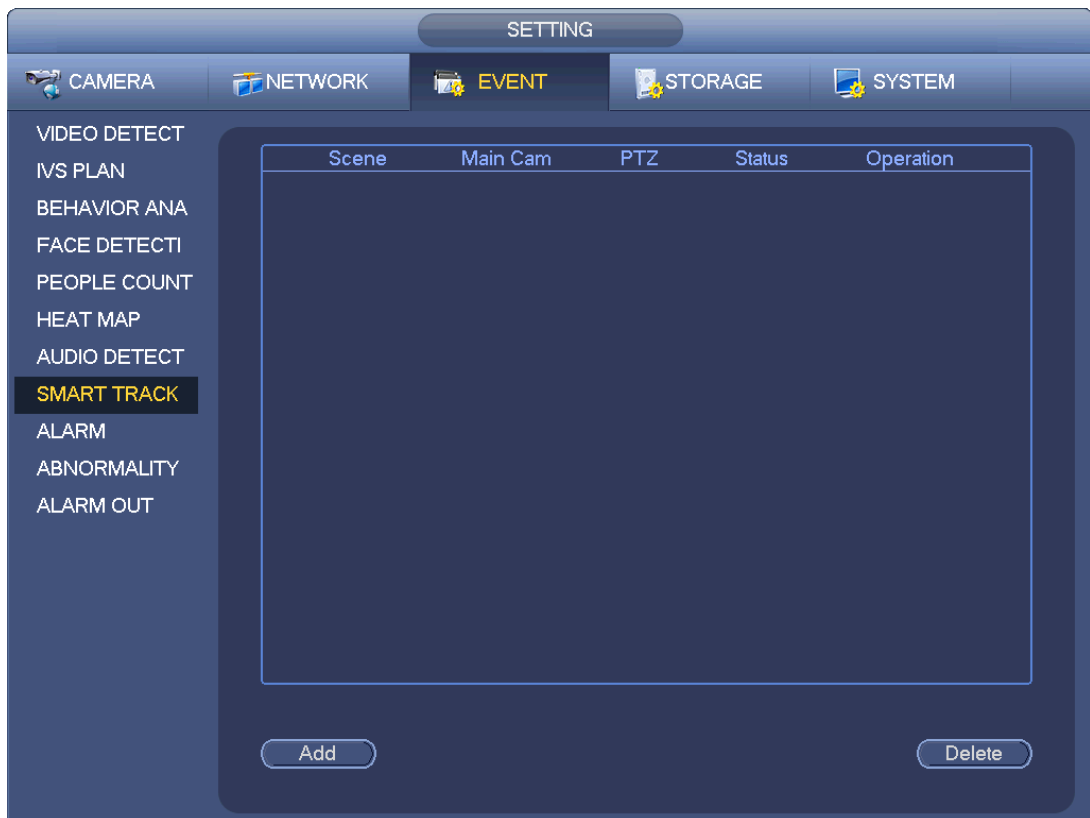 SETTING
CAMERA NETWORK EVENT STORAGE SYSTEM
VIDEO DETECT
IVS PLAN
BEHAVIOR ANA
FACE DETECTI
PEOPLE COUNT
HEAT MAP
AUDIO DETECT
SMART TRACK
ALARM
ABNORMALITY
ALARM OUT
Scene Main Cam PTZ Status Operation
Add Delete